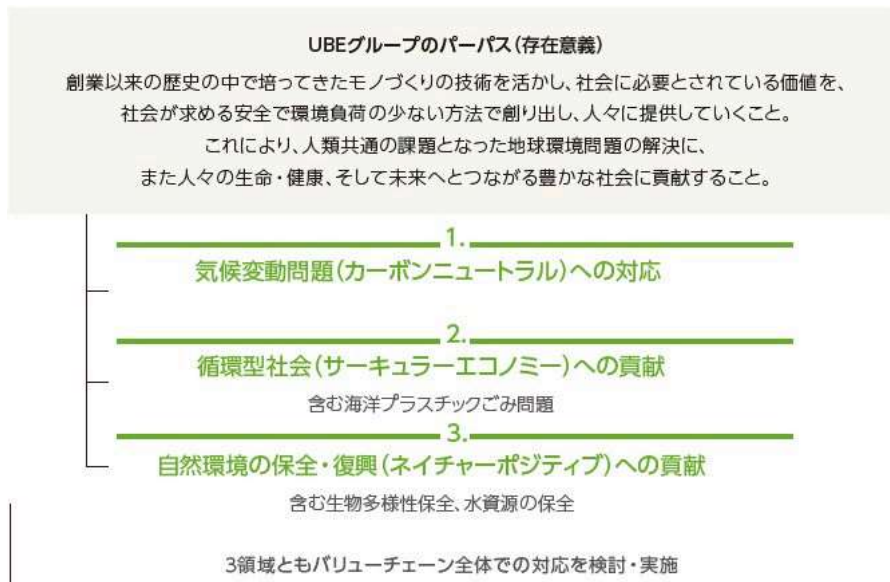 UBEグループのパーパス(存在意義)
創業以来の歴史の中で培ってきたモノづくりの技術を活かし、社会に必要とされている価値を、
社会が求める安全で環境負荷の少ない方法で創り出し、人々に提供していくこと。
これにより、人類共通の課題となった地球環境問題の解決に、
また人々の生命・健康、そして未来へとつながる豊かな社会に貢献すること。
1.
気候変動問題(カーボンニュートラル)への対応
2.
循環型社会(サーキュラーエコノミー)への貢献
含む海洋プラスチックごみ問題
3.
自然環境の保全・復興(ネイチャーポジティブ)への貢献
含む生物多様性保全、水資源の保全
3領域ともバリューチェーン全体での対応を検討・実施